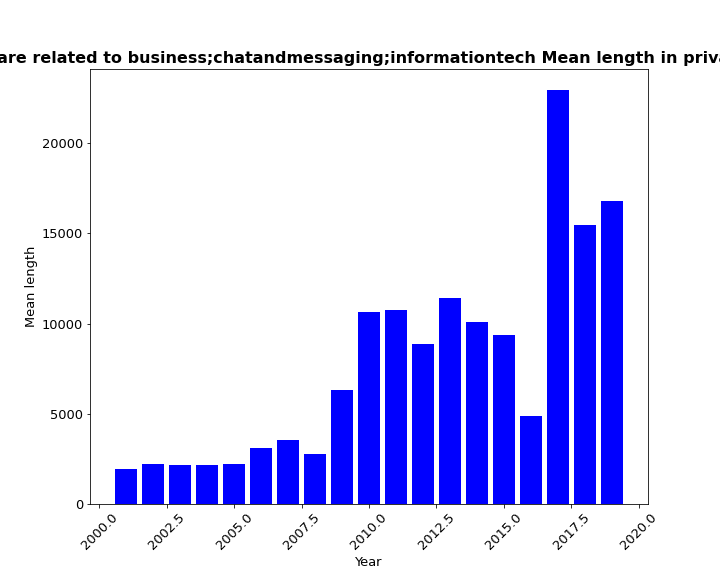 are related to business;chatandmessaging;informationtech Mean length in priva
20000
15000
10000
5000
0
Mean length
2000.0 2002.5 2005.0 2007.5 2010.0 2012.5 2015.0 2017.5 2020.0
Year